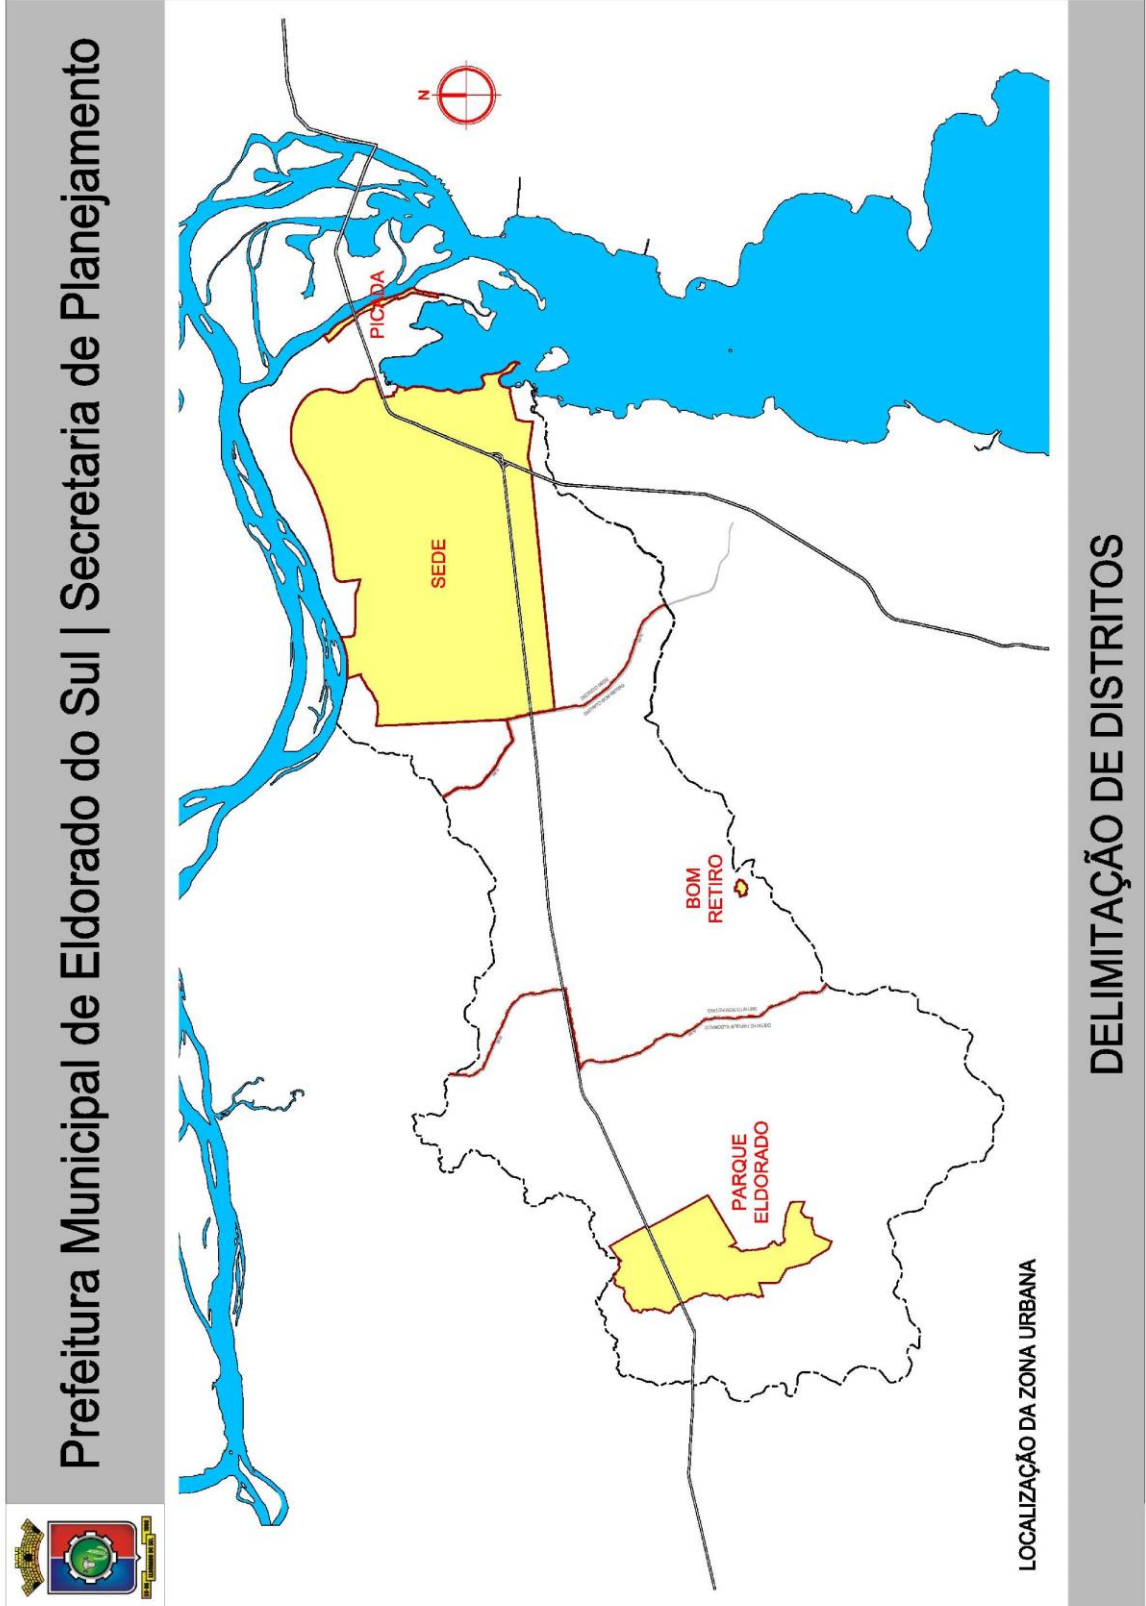 Prefeitura Municipal de Eldorado do Sul | Secretaria de Planejamento
N
PICADA
SEDE
BOM
RETIRO
PARQUE
ELDORADO
LOCALIZAÇÃO DA ZONA URBANA
DELIMITAÇÃO DE DISTRITOS